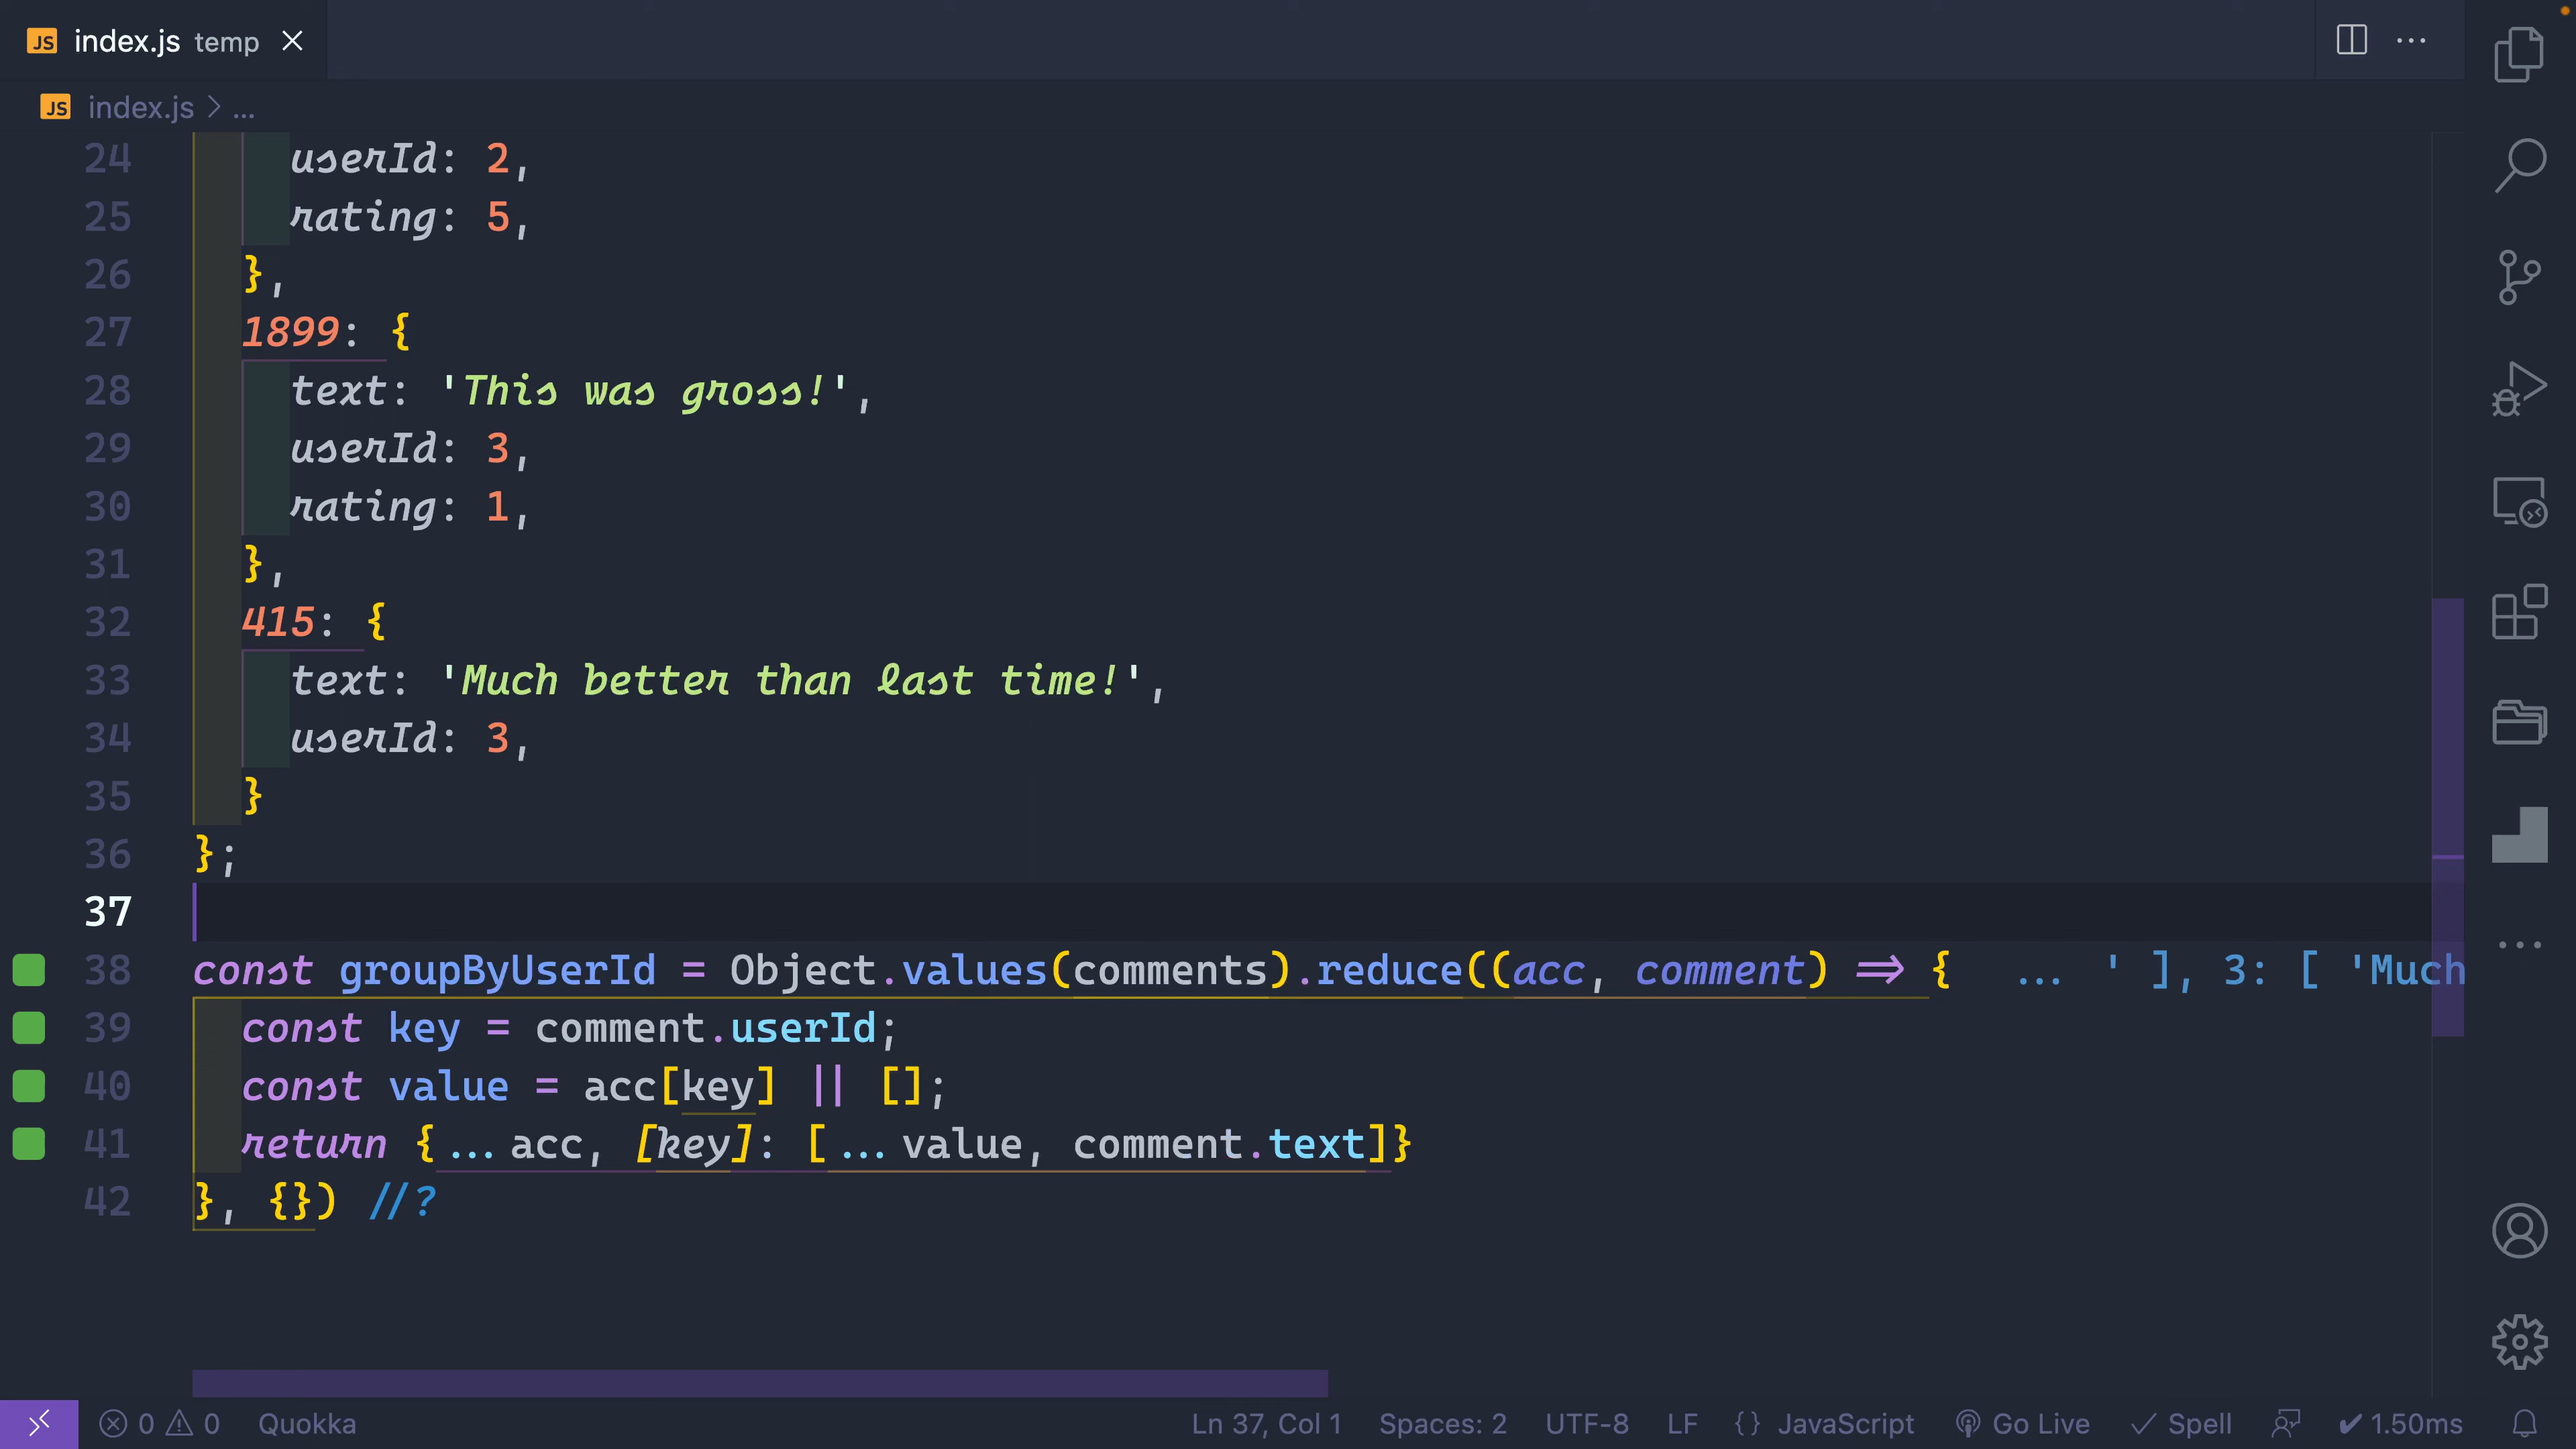 JS index.js temp
JS index.js > ...
24 userId: 2,
25 rating: 5,
26 },
27 1899: {
28 text: 'This was gross!',
29 userId: 3,
30 rating: 1,
31 },
32 415: {
33 text: 'Much better than last time!',
34 userId: 3,
35 }
36 };
37
38 const groupByUserId = Object.values(comments).reduce((acc, comment) => { ... ' ], 3: [ 'Much
39 const key = comment.userId;
40 const value = acc[key] || [];
41 return {...acc, [key]: [...value, comment.text]}
42 }, {}) //?
0 0 Quokka Ln 37, Col 1 Spaces: 2 UTF-8 LF {} JavaScript Go Live ✓ Spell ✔ 1.50ms